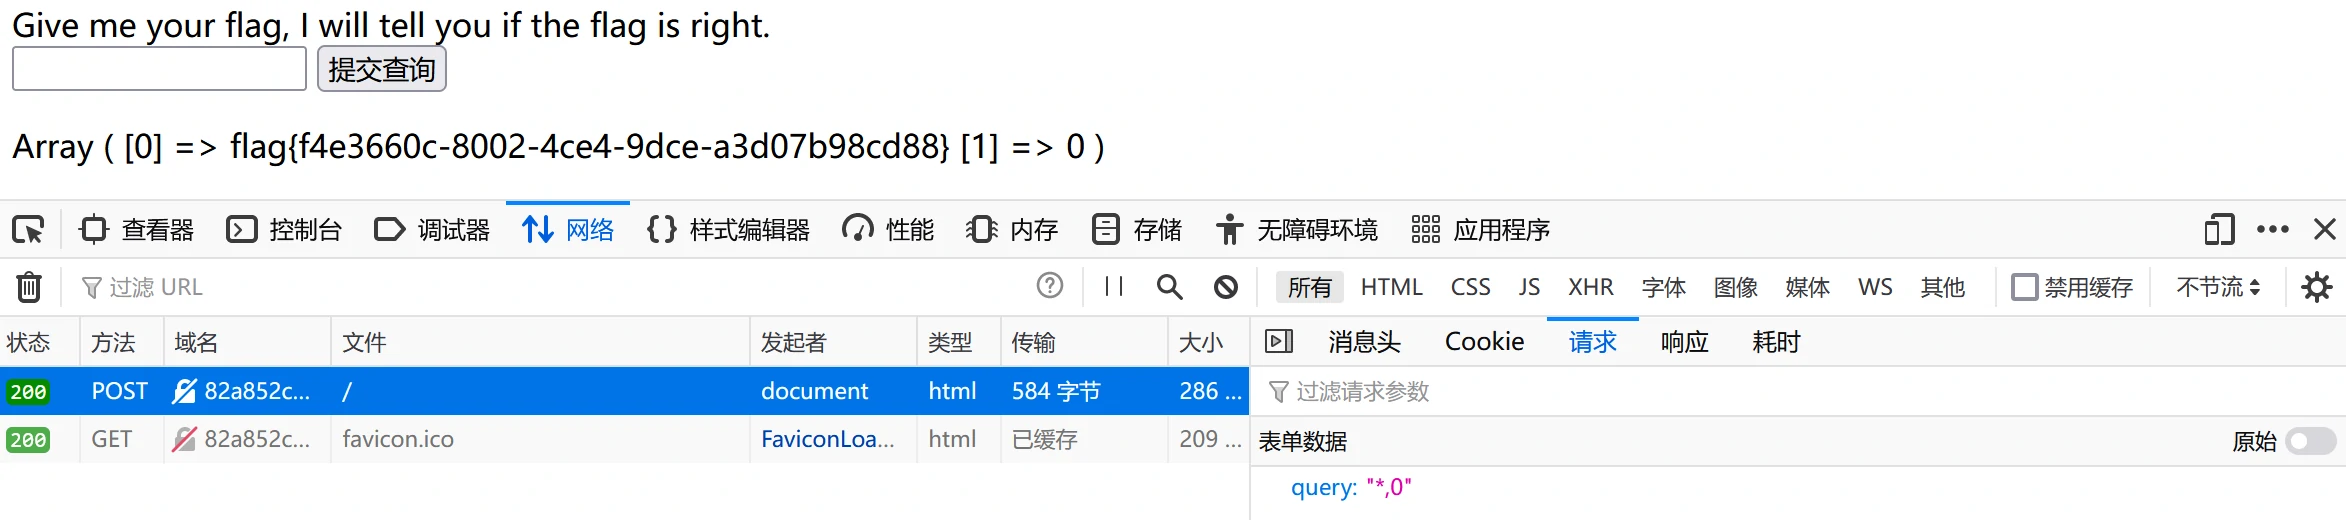 Give me your flag, I will tell you if the flag is right.
提交查询
Array ( [0] => flag{f4e3660c-8002-4ce4-9dce-a3d07b98cd88} [1] => 0 )
查看器 控制台 调试器 网络 {} 样式编辑器 性能 内存 存储 无障碍环境 应用程序
过滤 URL 所有 HTML CSS JS XHR 字体 图像 媒体 WS 其他 禁用缓存 不节流
状态 方法 域名 文件 发起者 类型 传输 大小 消息头 Cookie 请求 响应 耗时
200 POST 82a852c... / document html 584 字节 286 ... 过滤请求参数
200 GET 82a852c... favicon.ico FaviconLoa... html 已缓存 209 ... 表单数据 原始
query: "*,0"